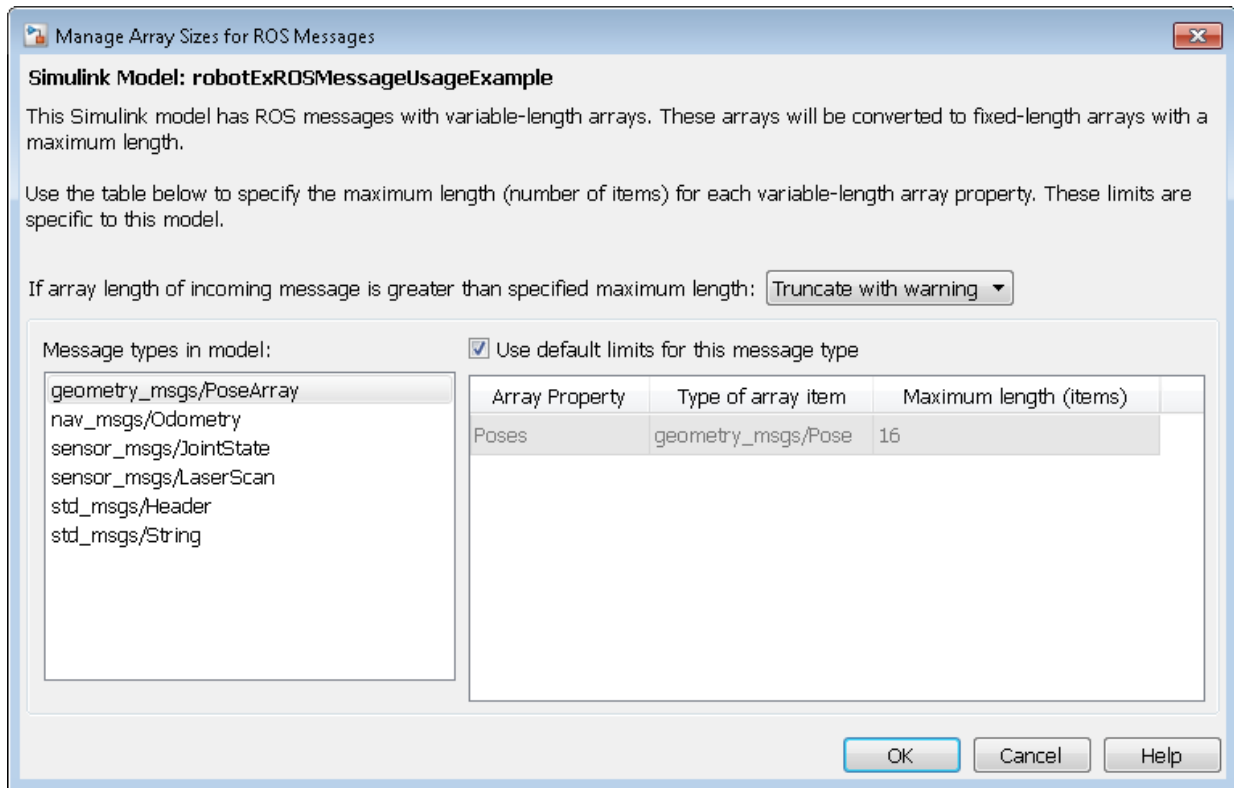 Manage Array Sizes for ROS Messages
Simulink Model: robotExROSMessageUsageExample
This Simulink model has ROS messages with variable-length arrays. These arrays will be converted to fixed-length arrays with a
maximum length.
Use the table below to specify the maximum length (number of items) for each variable-length array property. These limits are
specific to this model.
If array length of incoming message is greater than specified maximum length: Truncate with warning
Message types in model:
geometry_msgs/PoseArray
nav_msgs/Odometry
sensor_msgs/JointState
sensor_msgs/LaserScan
std_msgs/Header
std_msgs/String
Use default limits for this message type
Array Property Type of array item Maximum length (items)
Poses geometry_msgs/Pose 16
OK Cancel Help